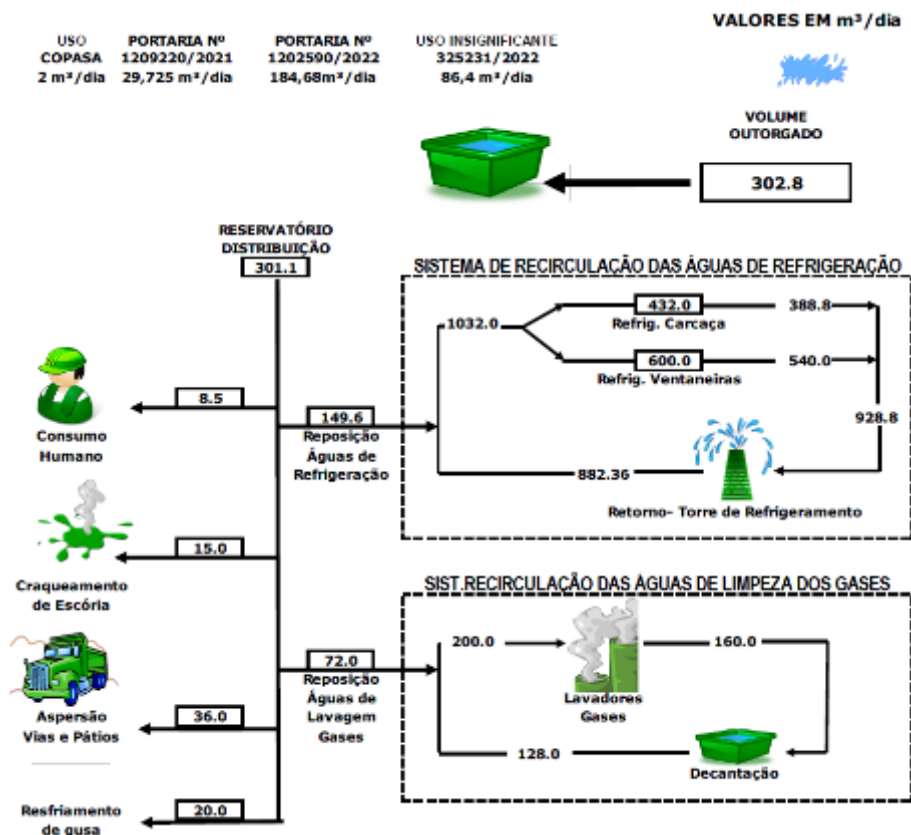 VALORES EM m³/dia
USO
COPASA
2 m³/dia
PORTARIA Nº
1209220/2021
29,725 m³/dia
PORTARIA Nº
1202590/2022
184,68m³/dia
USO INSIGNIFICANTE
325231/2022
86,4 m³/dia
VOLUME
OUTORGADO
302.8
RESERVATÓRIO
DISTRIBUIÇÃO
301.1
SISTEMA DE RECIRCULAÇÃO DAS ÁGUAS DE REFRIGERAÇÃO
1032.0
432.0
388.8
Refrig. Carcaça
600.0
540.0
Refrig. Ventaneiras
928.8
882.36
Retorno- Torre de Refrigeramento
8.5
Consumo
Humano
149.6
Reposição
Águas de
Refrigeração
15.0
Craqueamento
de Escória
SIST.RECIRCULAÇÃO DAS ÁGUAS DE LIMPEZA DOS GASES
200.0
160.0
Lavadores
Gases
128.0
Decantação
72.0
Reposição
Águas de
Lavagem
Gases
36.0
Aspersão
Vias e Pátios
20.0
Resfriamento
de gusa